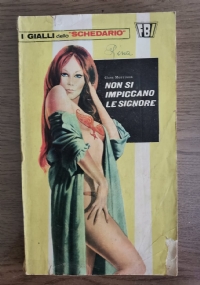 I GIALLI dello "SCHEDARIO"
FBI
NON SI
IMPICCANO
LE SIGNORE